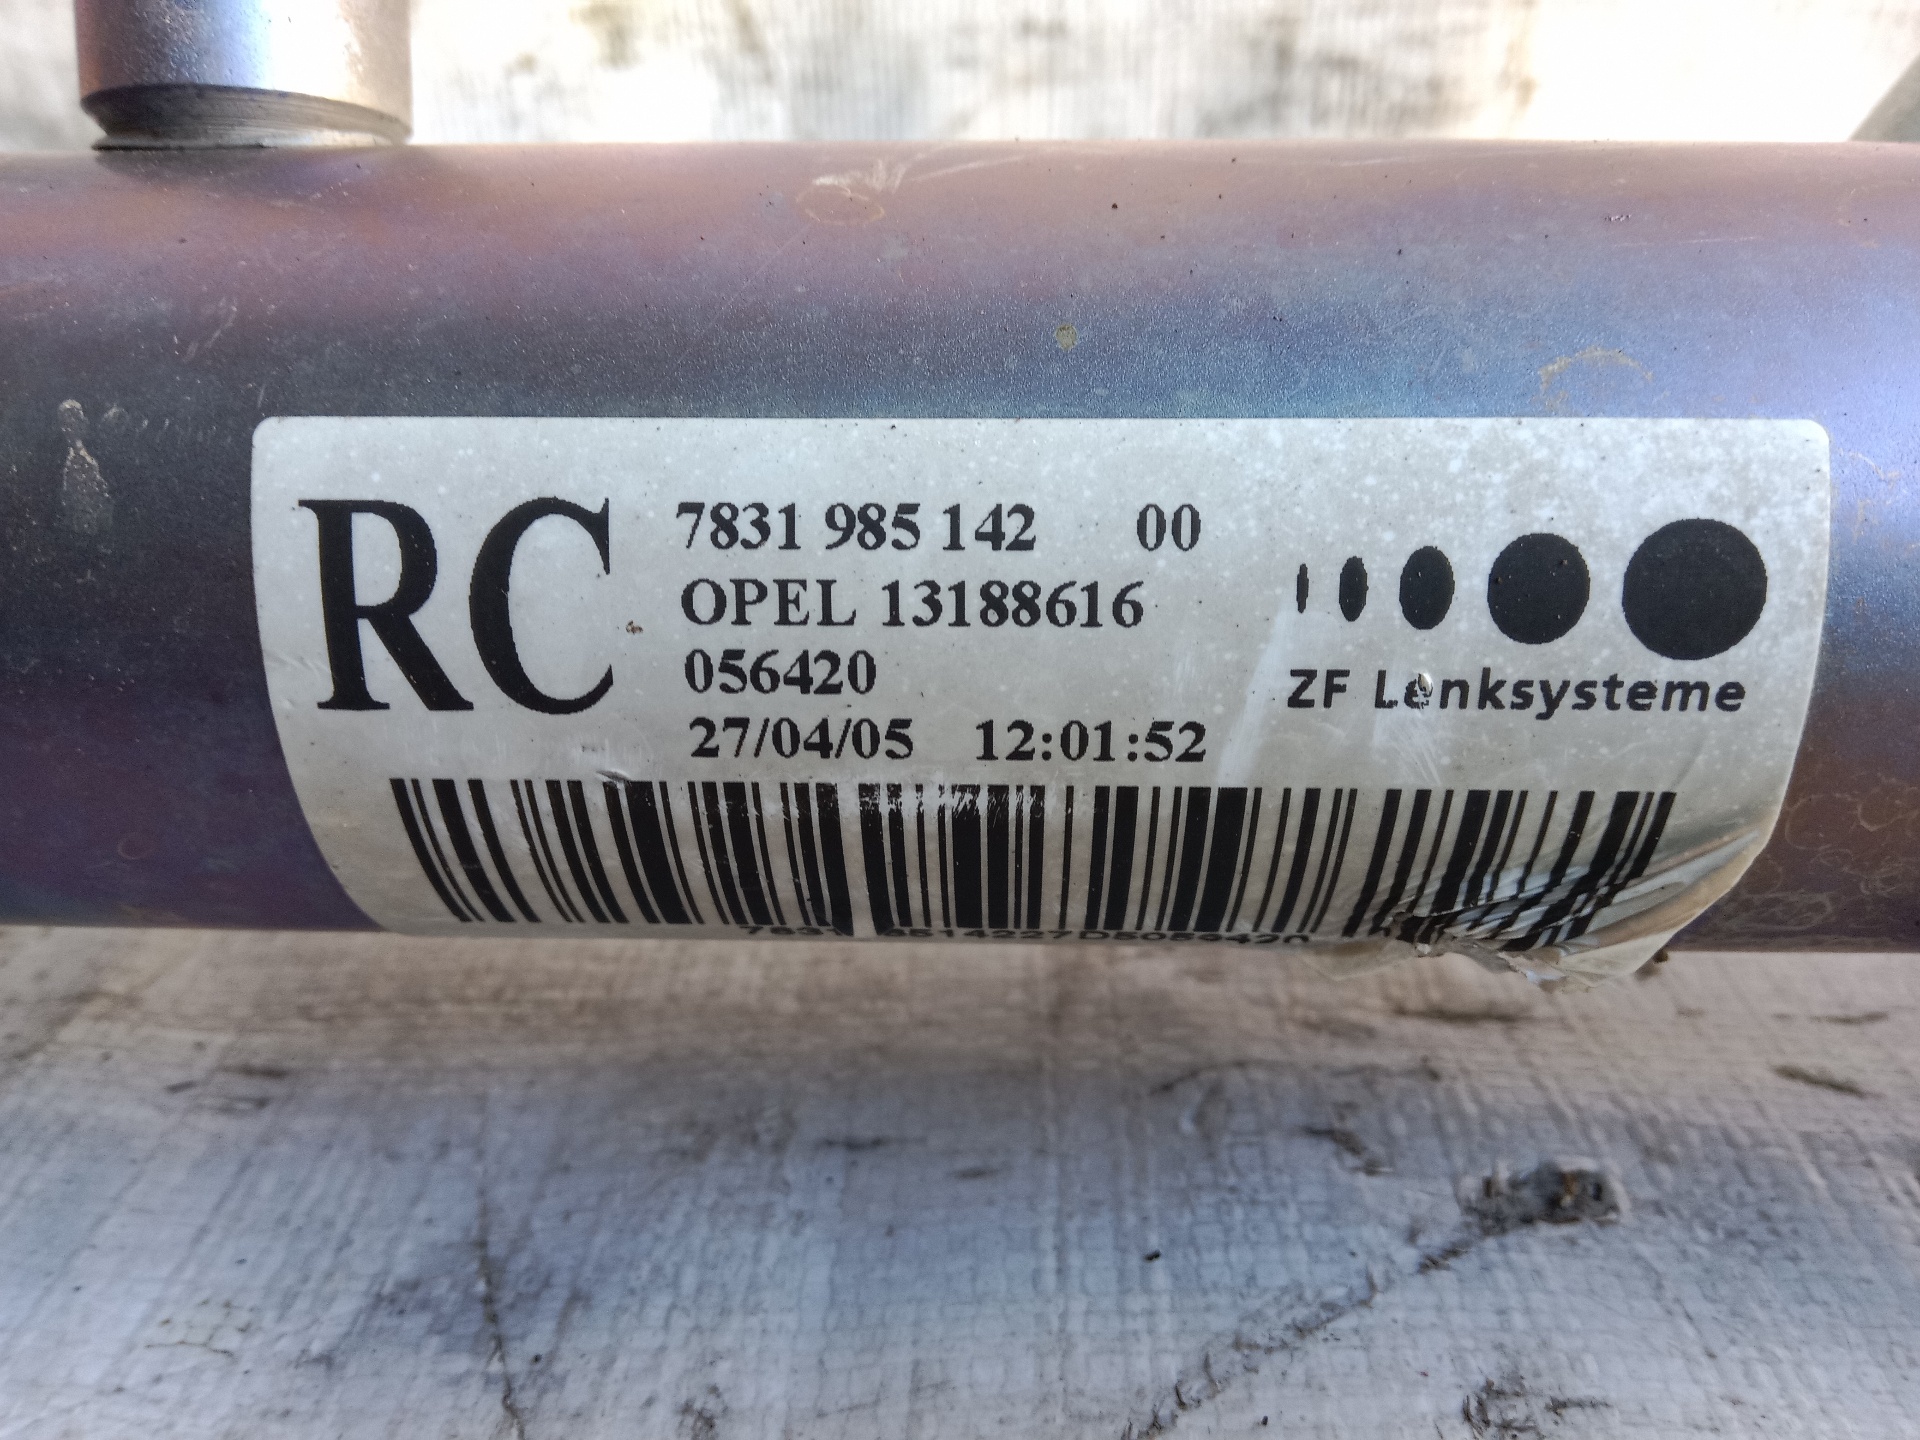 RC
7831 985 142 00
OPEL 13188616
056420
27/04/05 12:01:52
ZF Lenksysteme